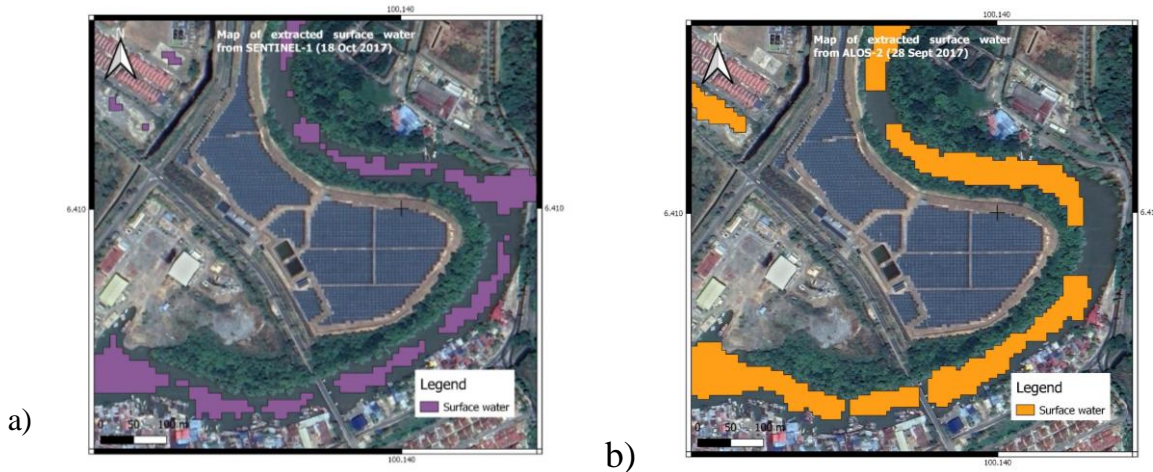 100.140
Map of extracted surface water
from SENTINEL-1 (18 Oct 2017)
N
6.410
6.410
Legend
Surface water
0 50 100 m
100.140
a)
100.140
Map of extracted surface water
from ALOS-2 (28 Sept 2017)
N
6.410
6.41
Legend
Surface water
0 50 100 m
100.140
b)